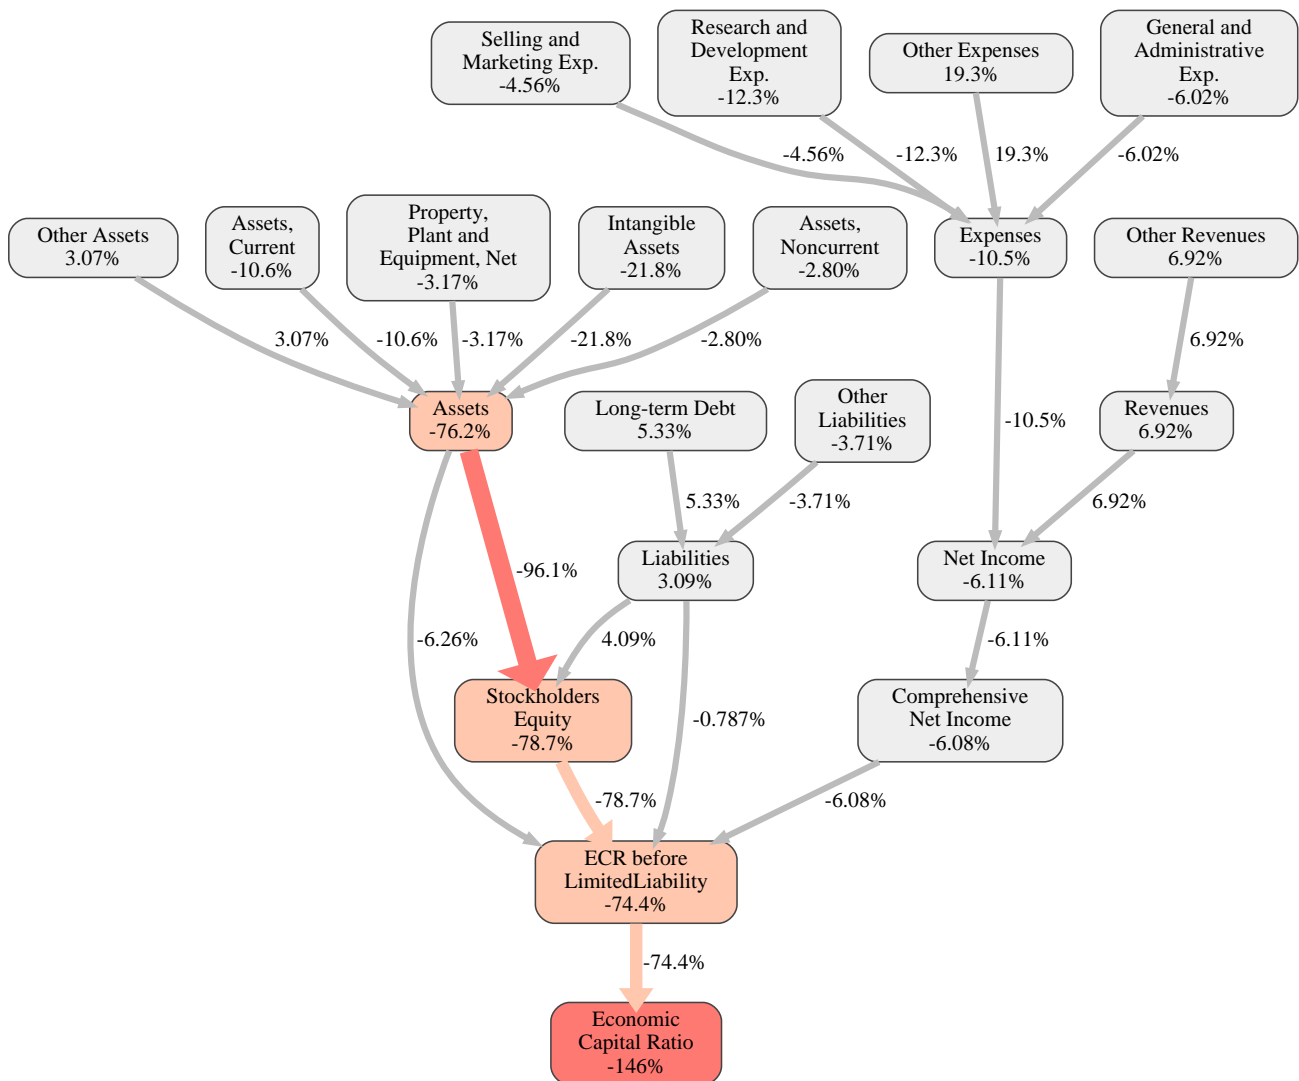 Selling and
Marketing Exp.
-4.56%
Research and
Development
Exp.
-12.3%
Other Expenses
19.3%
General and
Administrative
Exp.
-6.02%
-4.56%
-12.3%
19.3%
-6.02%
Other Assets
3.07%
Assets,
Current
-10.6%
Property,
Plant and
Equipment, Net
-3.17%
Intangible
Assets
-21.8%
Assets,
Noncurrent
-2.80%
Expenses
-10.5%
Other Revenues
6.92%
3.07%
-10.6%
-3.17%
-21.8%
-2.80%
6.92%
Assets
-76.2%
Long-term Debt
5.33%
Other
Liabilities
-3.71%
-10.5%
Revenues
6.92%
5.33%
-3.71%
6.92%
-96.1%
Liabilities
3.09%
Net Income
-6.11%
-6.26%
4.09%
-6.11%
Stockholders
Equity
-78.7%
-0.787%
Comprehensive
Net Income
-6.08%
-78.7%
-6.08%
ECR before
LimitedLiability
-74.4%
-74.4%
Economic
Capital Ratio
-146%